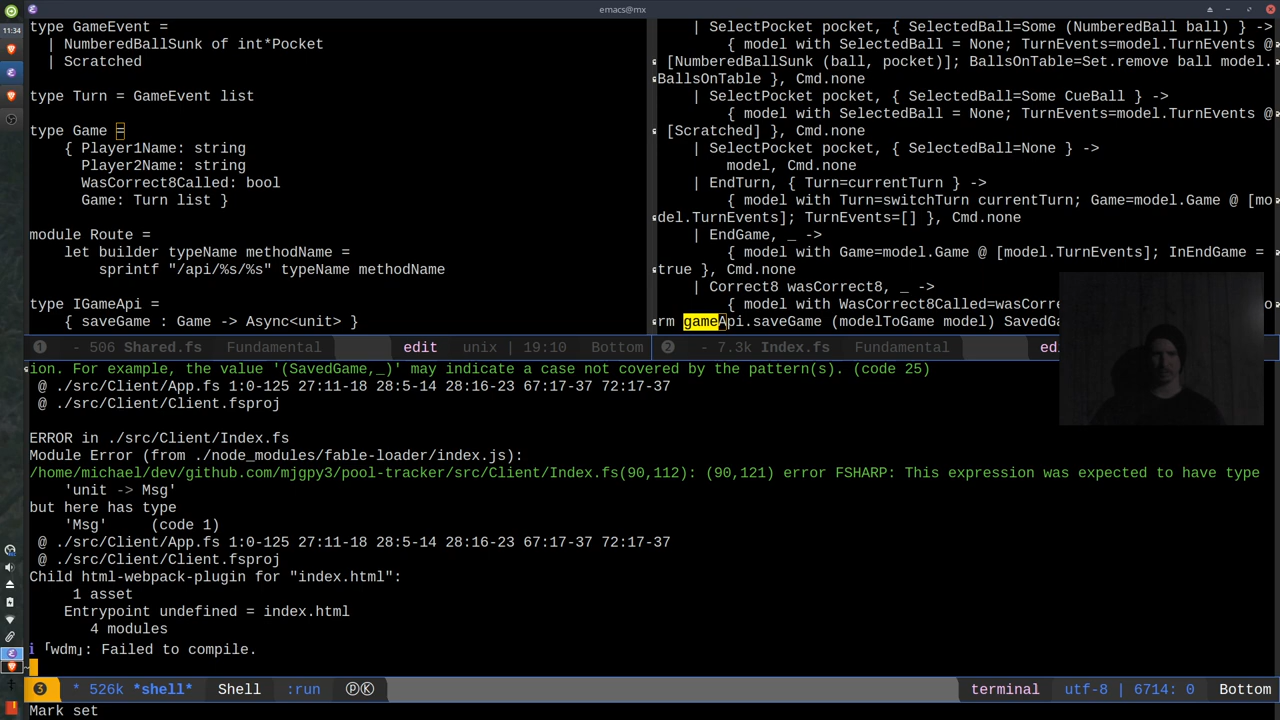 emacs@mx
11:34
type GameEvent =
| NumberedBallSunk of int*Pocket
| Scratched
type Turn = GameEvent list
type Game =
{ Player1Name: string
Player2Name: string
WasCorrect8Called: bool
Game: Turn list }
module Route =
let builder typeName methodName =
sprintf "/api/%s/%s" typeName methodName
type IGameApi =
{ saveGame : Game -> Async<unit> }
| SelectPocket pocket, { SelectedBall=Some (NumberedBall ball) } ->
{ model with SelectedBall = None; TurnEvents=model.TurnEvents @
[NumberedBallSunk (ball, pocket)]; BallsOnTable=Set.remove ball model.
BallsOnTable }, Cmd.none
| SelectPocket pocket, { SelectedBall=Some CueBall } ->
{ model with SelectedBall = None; TurnEvents=model.TurnEvents @
[Scratched] }, Cmd.none
| SelectPocket pocket, { SelectedBall=None } ->
model, Cmd.none
| EndTurn, { Turn=currentTurn } ->
{ model with Turn=switchTurn currentTurn; Game=model.Game @ [mo
del.TurnEvents]; TurnEvents=[] }, Cmd.none
| EndGame, _ ->
{ model with Game=model.Game @ [model.TurnEvents]; InEndGame =
true }, Cmd.none
| Correct8 wasCorrect8, _ ->
{ model with WasCorrect8Called=wasCorre
rm gameApi.saveGame (modelToGame model) SavedGa
1 - 506 Shared.fs Fundamental edit unix | 19:10 Bottom
2 - 7.3k Index.fs Fundamental ed
ion. For example, the value '(SavedGame,_)' may indicate a case not covered by the pattern(s). (code 25)
@ ./src/Client/App.fs 1:0-125 27:11-18 28:5-14 28:16-23 67:17-37 72:17-37
@ ./src/Client/Client.fsproj
ERROR in ./src/Client/Index.fs
Module Error (from ./node_modules/fable-loader/index.js):
/home/michael/dev/github.com/mjgpy3/pool-tracker/src/Client/Index.fs(90,112): (90,121) error FSHARP: This expression was expected to have type
'unit -> Msg'
but here has type
'Msg' (code 1)
@ ./src/Client/App.fs 1:0-125 27:11-18 28:5-14 28:16-23 67:17-37 72:17-37
@ ./src/Client/Client.fsproj
Child html-webpack-plugin for "index.html":
1 asset
Entrypoint undefined = index.html
4 modules
i ｢wdm｣: Failed to compile.
3 * 526k *shell* Shell :run ⓟⓀ terminal utf-8 | 6714: 0 Bottom
Mark set